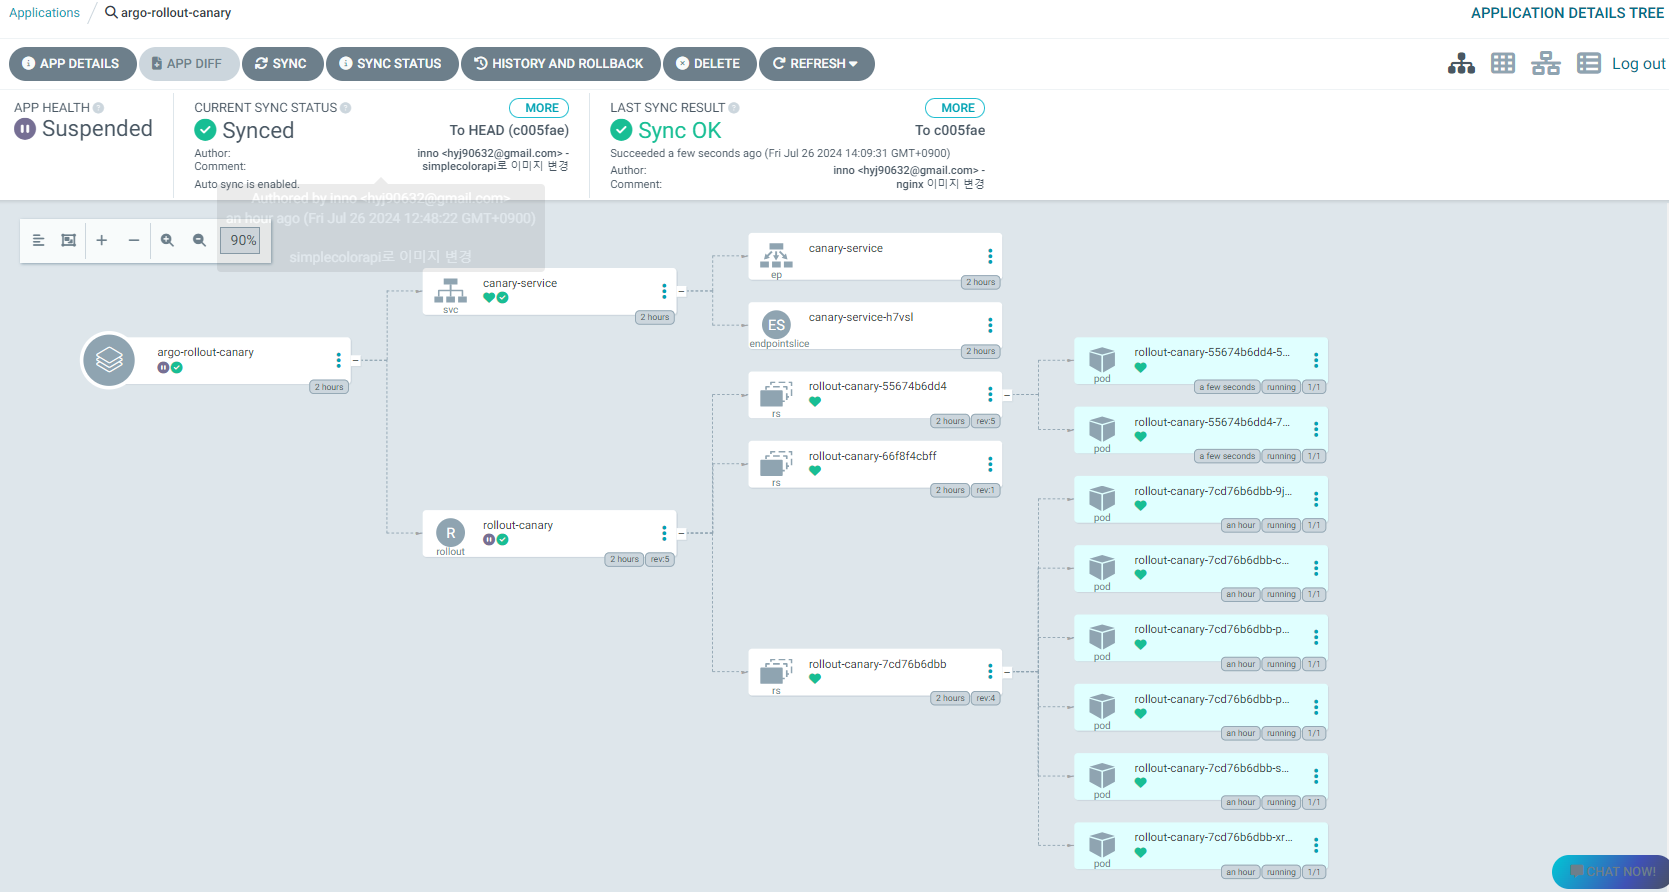 Applications / argo-rollout-canary
APPLICATION DETAILS TREE
APP DETAILS
APP DIFF
SYNC
SYNC STATUS
HISTORY AND ROLLBACK
DELETE
REFRESH
Log out
APP HEALTH
Suspended
CURRENT SYNC STATUS
MORE
Synced
To HEAD (c005fae)
Author:
inno <hyj90632@gmail.com> -
Comment:
simplecolorapi로 이미지 변경
Auto sync is enabled.
LAST SYNC RESULT
MORE
Sync OK
To c005fae
Succeeded a few seconds ago (Fri Jul 26 2024 14:09:31 GMT+0900)
Author:
inno <hyj90632@gmail.com> -
Comment:
nginx 이미지 변경
Authored by inno <hyj90632@gmail.com>
an hour ago (Fri Jul 26 2024 12:48:22 GMT+0900)
simplecolorapi로 이미지 변경
90%
argo-rollout-canary
2 hours
svc
canary-service
2 hours
R
rollout
rollout-canary
2 hours
rev:5
ep
canary-service
2 hours
ES
endpointslice
canary-service-h7vsl
2 hours
rs
rollout-canary-55674b6dd4
2 hours
rev:5
rs
rollout-canary-66f8f4cbff
2 hours
rev:1
rs
rollout-canary-7cd76b6dbb
2 hours
rev:4
pod
rollout-canary-55674b6dd4-5...
a few seconds
running
1/1
pod
rollout-canary-55674b6dd4-7...
a few seconds
running
1/1
pod
rollout-canary-7cd76b6dbb-9j...
an hour
running
1/1
pod
rollout-canary-7cd76b6dbb-c...
an hour
running
1/1
pod
rollout-canary-7cd76b6dbb-p...
an hour
running
1/1
pod
rollout-canary-7cd76b6dbb-p...
an hour
running
1/1
pod
rollout-canary-7cd76b6dbb-s...
an hour
running
1/1
pod
rollout-canary-7cd76b6dbb-xr...
an hour
running
1/1
CHAT NOW!